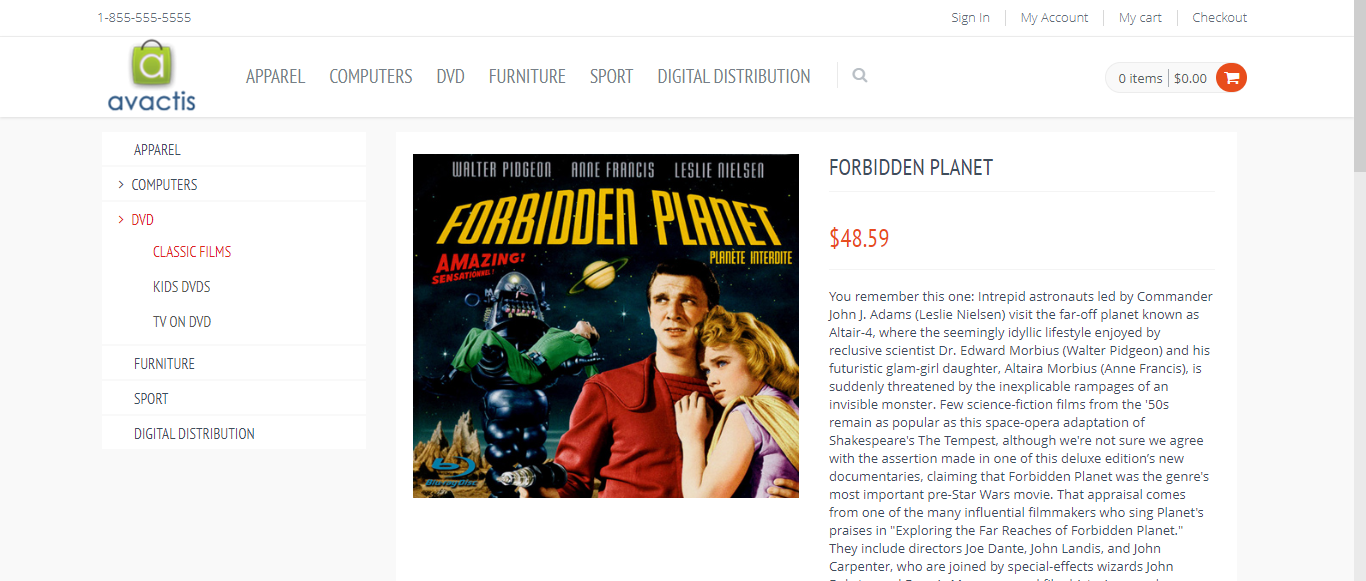 1-855-555-5555
Sign In
My Account
My cart
Checkout
avactis
APPAREL
COMPUTERS
DVD
FURNITURE
SPORT
DIGITAL DISTRIBUTION
0 items
$0.00
APPAREL
COMPUTERS
DVD
CLASSIC FILMS
KIDS DVDS
TV ON DVD
FURNITURE
SPORT
DIGITAL DISTRIBUTION
WALTER PIDGEON ANNE FRANCIS LESLIE NIELSEN
FORBIDDEN PLANET
PLANÈTE INTERDITE
AMAZING!
SENSATIONNEL!
Blu-ray Disc
FORBIDDEN PLANET
$48.59
You remember this one: Intrepid astronauts led by Commander
John J. Adams (Leslie Nielsen) visit the far-off planet known as
Altair-4, where the seemingly idyllic lifestyle enjoyed by
reclusive scientist Dr. Edward Morbius (Walter Pidgeon) and his
futuristic glam-girl daughter, Altaira Morbius (Anne Francis), is
suddenly threatened by the inexplicable rampages of an
invisible monster. Few science-fiction films from the '50s
remain as popular as this space-opera adaptation of
Shakespeare's The Tempest, although we're not sure we agree
with the assertion made in one of this deluxe edition's new
documentaries, claiming that Forbidden Planet was the genre's
most important pre-Star Wars movie. That appraisal comes
from one of the many influential filmmakers who sing Planet's
praises in "Exploring the Far Reaches of Forbidden Planet."
They include directors Joe Dante, John Landis, and John
Carpenter, who are joined by special-effects wizards John